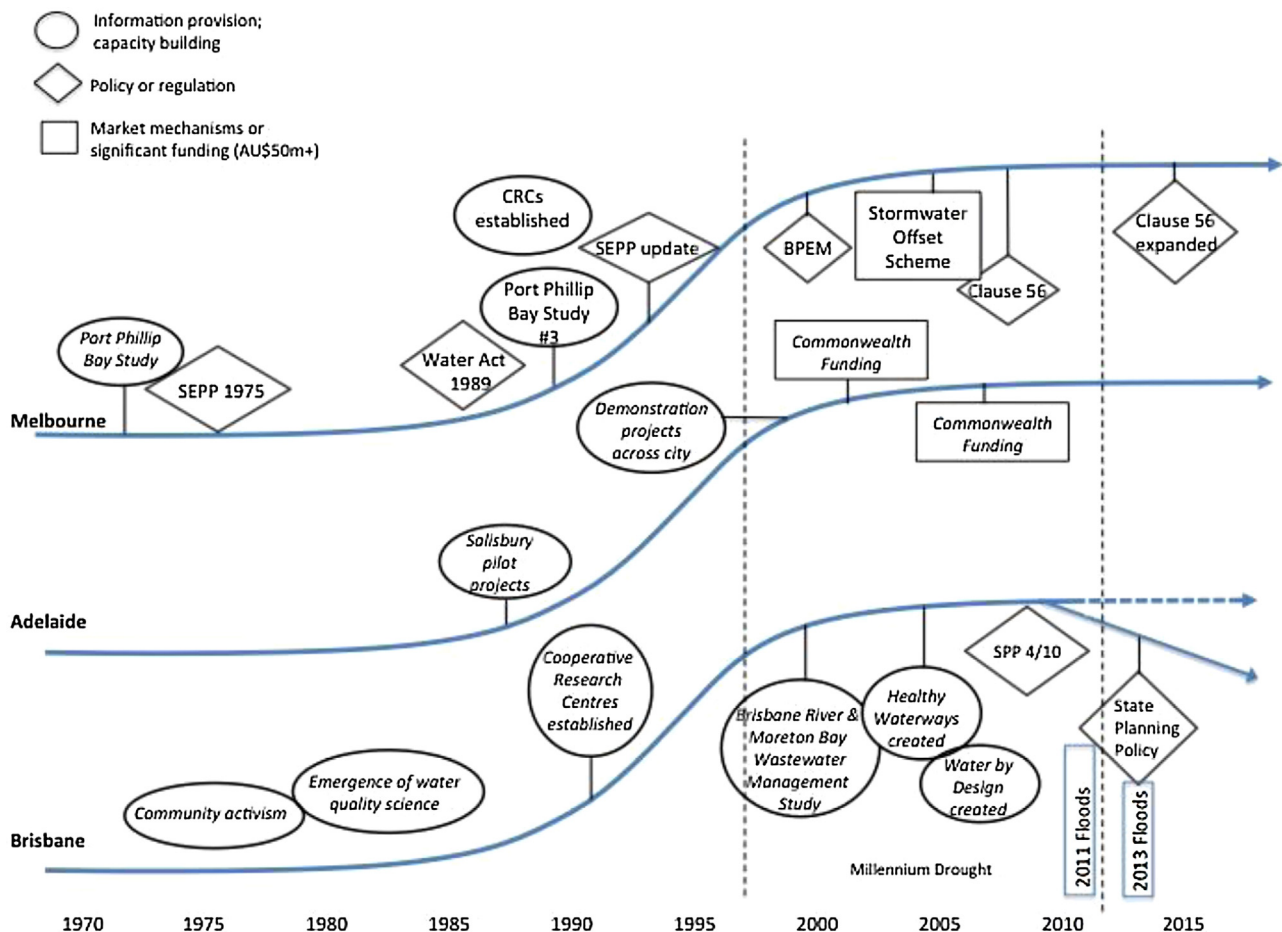 Information provision;
capacity building
Policy or regulation
Market mechanisms or
significant funding (AU$50m+)
CRCs
established
SEPP update
BPEM
Stormwater
Offset
Scheme
Clause 56
Clause 56
expanded
Port Phillip
Bay Study
SEPP 1975
Water Act
1989
Port Phillip
Bay Study
#3
Melbourne
Commonwealth
Funding
Demonstration
projects
across city
Commonwealth
Funding
Salisbury
pilot
projects
Adelaide
Cooperative
Research
Centres
established
SPP 4/10
Brisbane River &
Moreton Bay
Wastewater
Management
Study
Healthy
Waterways
created
Water by
Design
created
State
Planning
Policy
Community activism
Emergence of water
quality science
Brisbane
Millennium Drought
2011 Floods
2013 Floods
1970 1975 1980 1985 1990 1995 2000 2005 2010 2015